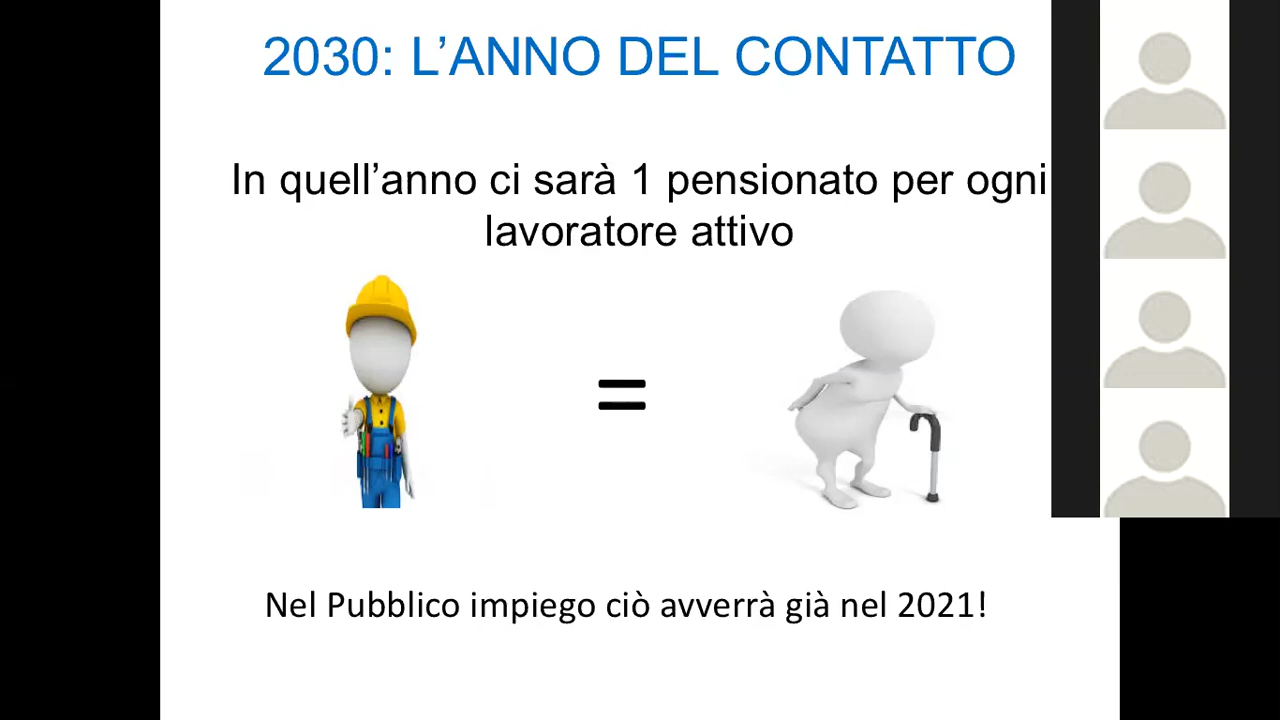 2030: L’ANNO DEL CONTATTO
In quell’anno ci sarà 1 pensionato per ogni
lavoratore attivo
=
Nel Pubblico impiego ciò avverrà già nel 2021!